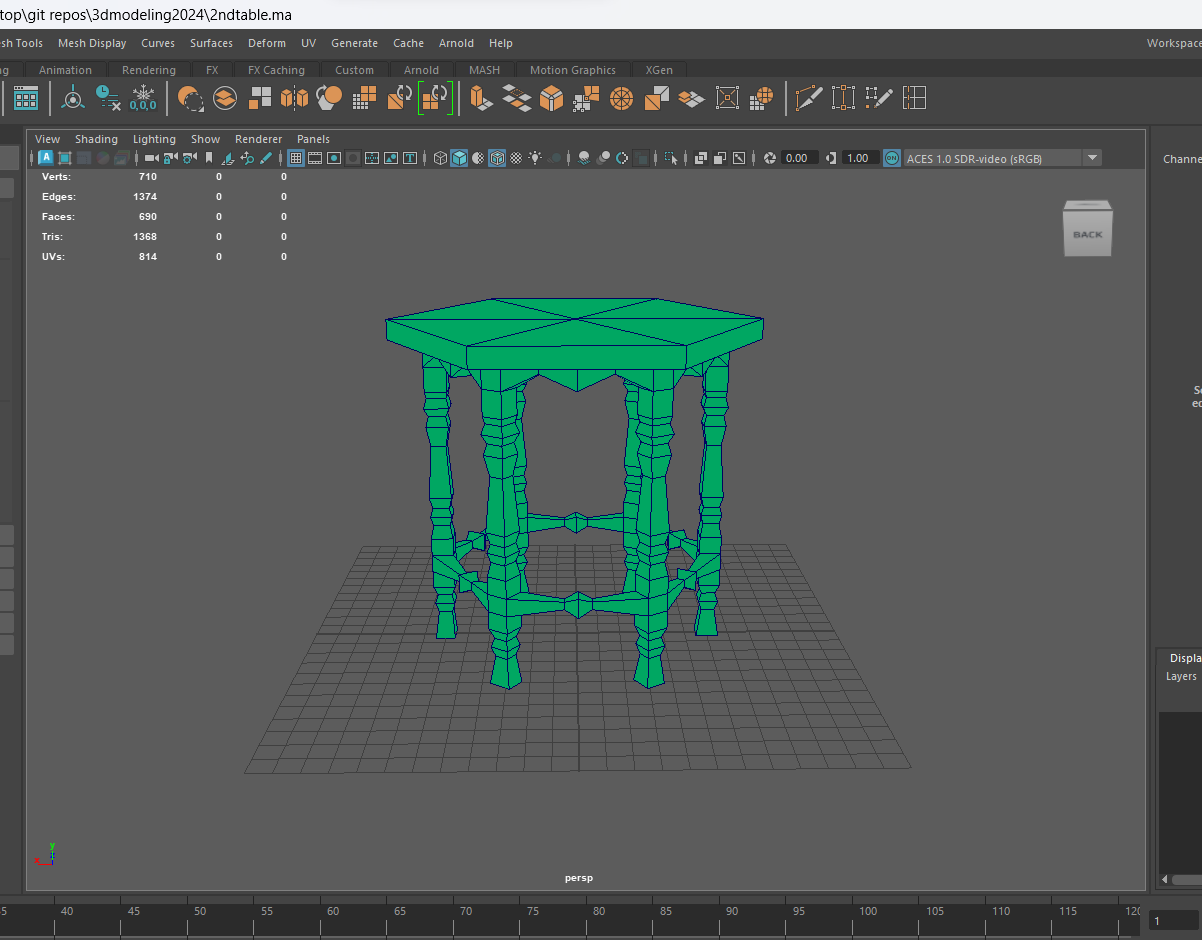 top\git repos\3dmodeling2024\2ndtable.ma
sh Tools Mesh Display Curves Surfaces Deform UV Generate Cache Arnold Help Workspace
ng Animation Rendering FX FX Caching Custom Arnold MASH Motion Graphics XGen
0,0,0
View Shading Lighting Show Renderer Panels
A T 0.00 1.00 ON ACES 1.0 SDR-video (sRGB)
Channe
Verts: 710 0 0
Edges: 1374 0 0
Faces: 690 0 0
Tris: 1368 0 0
UVs: 814 0 0
BACK
Se
ec
Displa
Layers
y
x
persp
35 40 45 50 55 60 65 70 75 80 85 90 95 100 105 110 115 120
1